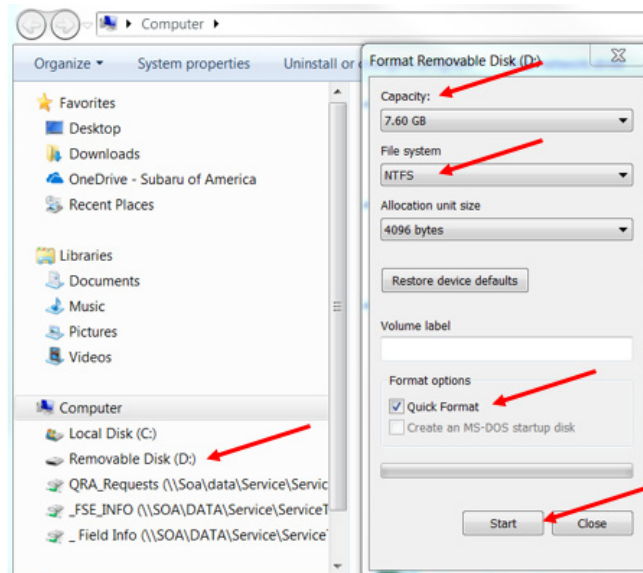 Computer
Organize
System properties
Uninstall or
Favorites
Desktop
Downloads
OneDrive - Subaru of America
Recent Places
Libraries
Documents
Music
Pictures
Videos
Computer
Local Disk (C:)
Removable Disk (D:)
QRA_Requests (\\Soa\data\Service\Servic
_FSE_INFO (\\SOA\DATA\Service\ServiceT
_ Field Info (\\SOA\DATA\Service\Service
Format Removable Disk (D:)
Capacity:
7.60 GB
File system
NTFS
Allocation unit size
4096 bytes
Restore device defaults
Volume label
Format options
Quick Format
Create an MS-DOS startup disk
Start
Close